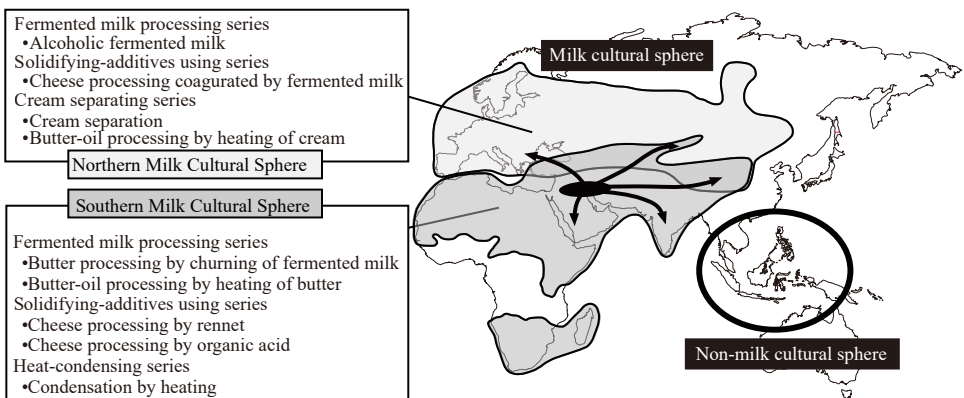 Fermented milk processing series
•Alcoholic fermented milk
Solidifying-additives using series
•Cheese processing coagurated by fermented milk
Cream separating series
•Cream separation
•Butter-oil processing by heating of cream
Northern Milk Cultural Sphere
Southern Milk Cultural Sphere
Fermented milk processing series
•Butter processing by churning of fermented milk
•Butter-oil processing by heating of butter
Solidifying-additives using series
•Cheese processing by rennet
•Cheese processing by organic acid
Heat-condensing series
•Condensation by heating
Milk cultural sphere
Non-milk cultural sphere